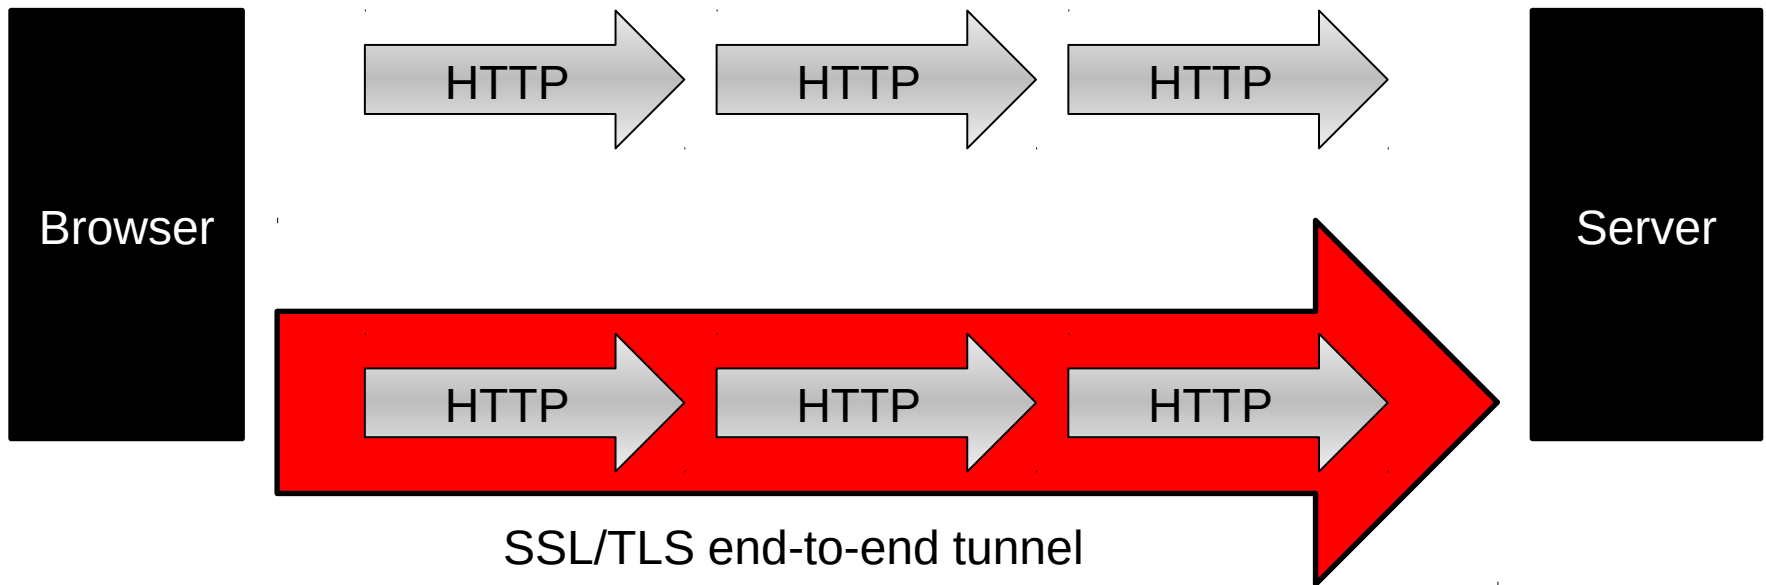 HTTP
HTTP
HTTP
Browser
Server
HTTP
HTTP
HTTP
SSL/TLS end-to-end tunnel